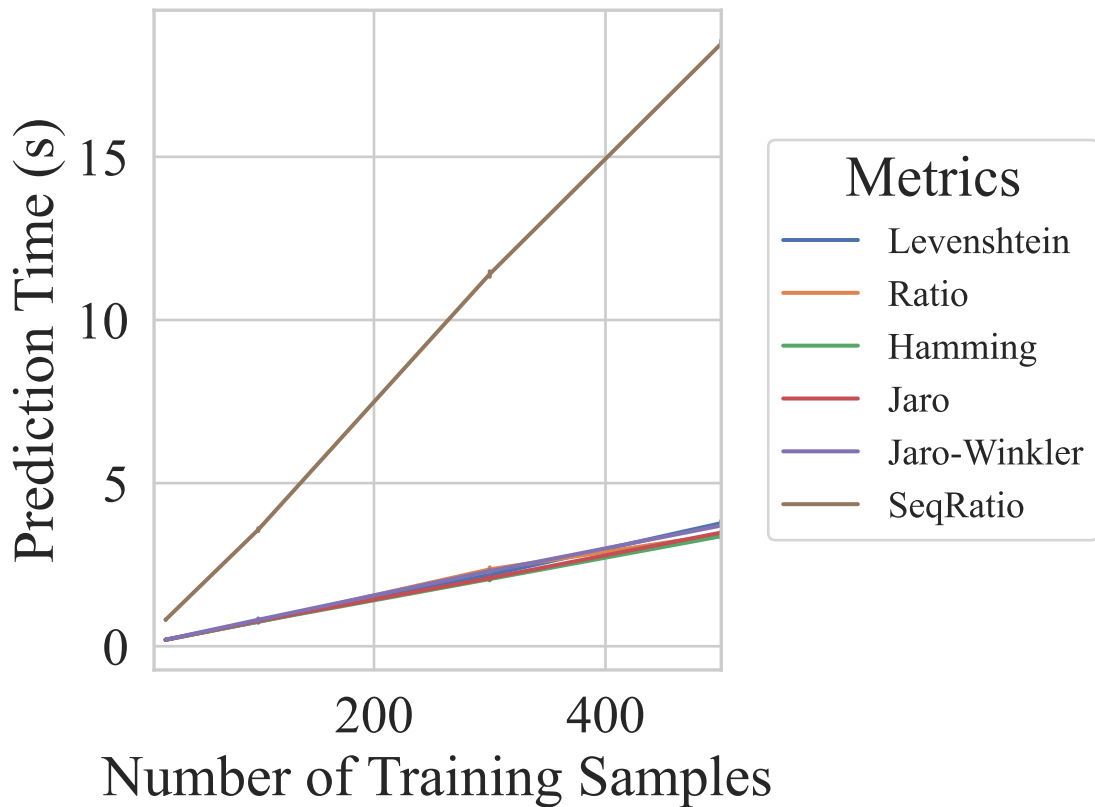 Prediction Time (s)
15
10
5
0
200
400
Number of Training Samples
Metrics
Levenshtein
Ratio
Hamming
Jaro
Jaro-Winkler
SeqRatio